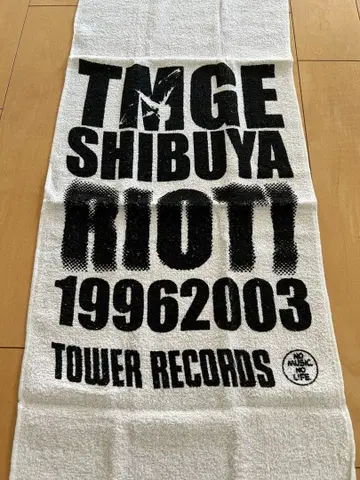 TMGE
SHIBUYA
RIOT!
19962003
TOWER RECORDS
NO
MUSIC,
NO
LIFE.